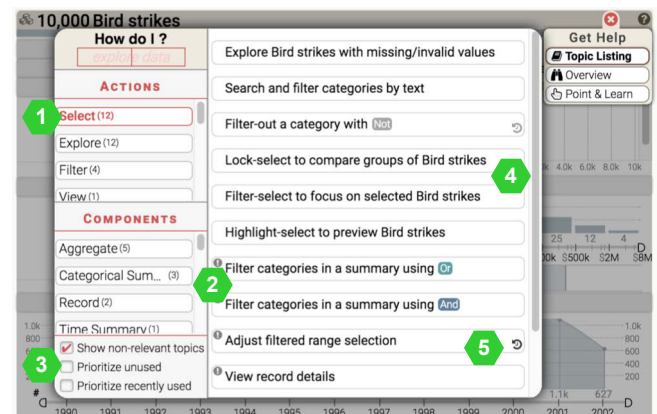 10,000 Bird strikes
?
How do I ?
explore data
ACTIONS
Select (12)
Explore (12)
Filter (4)
View (1)
COMPONENTS
Aggregate (5)
Categorical Sum... (3)
Record (2)
Time Summary (1)
Show non-relevant topics
Prioritize unused
Prioritize recently used
Explore Bird strikes with missing/invalid values
Search and filter categories by text
Filter-out a category with Not
Lock-select to compare groups of Bird strikes
Filter-select to focus on selected Bird strikes
Highlight-select to preview Bird strikes
Filter categories in a summary using Or
Filter categories in a summary using And
Adjust filtered range selection
View record details
Get Help
Topic Listing
Overview
Point & Learn
1
2
3
4
5
4.0k 6.0k 8.0k 10k
25 12 4
D
$500k $2M $8M
1.0k
800
600
400
200
#
1.0k
800
600
400
200
1.1k 627
D
1990 1991 1992 1993 1994 1995 1996 1997 1998 1999 2000 2001 2002